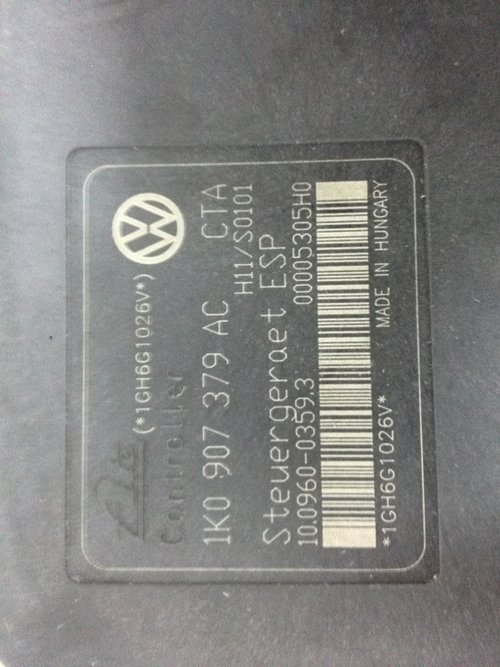 Ate (*1GH6G1026V*)
Controller
1K0 907 379 AC CTA
H11/S0101
Steuergeraet ESP
10.0960-0359.3 00005305H0
*1GH6G1026V* MADE IN HUNGARY